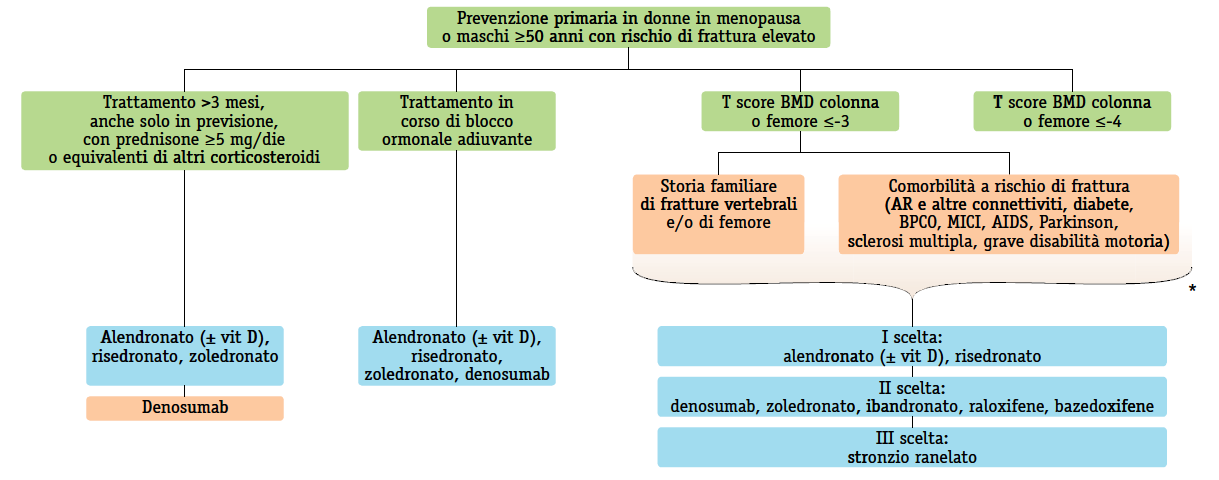 Prevenzione primaria in donne in menopausa
o maschi ≥50 anni con rischio di frattura elevato
Trattamento >3 mesi,
anche solo in previsione,
con prednisone ≥5 mg/die
o equivalenti di altri corticosteroidi
Trattamento in
corso di blocco
ormonale adiuvante
T score BMD colonna
o femore ≤-3
T score BMD colonna
o femore ≤-4
Storia familiare
di fratture vertebrali
e/o di femore
Comorbilità a rischio di frattura
(AR e altre connettiviti, diabete,
BPCO, MICI, AIDS, Parkinson,
sclerosi multipla, grave disabilità motoria)
*
Alendronato (± vit D),
risedronato, zoledronato
Denosumab
Alendronato (± vit D),
risedronato,
zoledronato, denosumab
I scelta:
alendronato (± vit D), risedronato
II scelta:
denosumab, zoledronato, ibandronato, raloxifene, bazedoxifene
III scelta:
stronzio ranelato